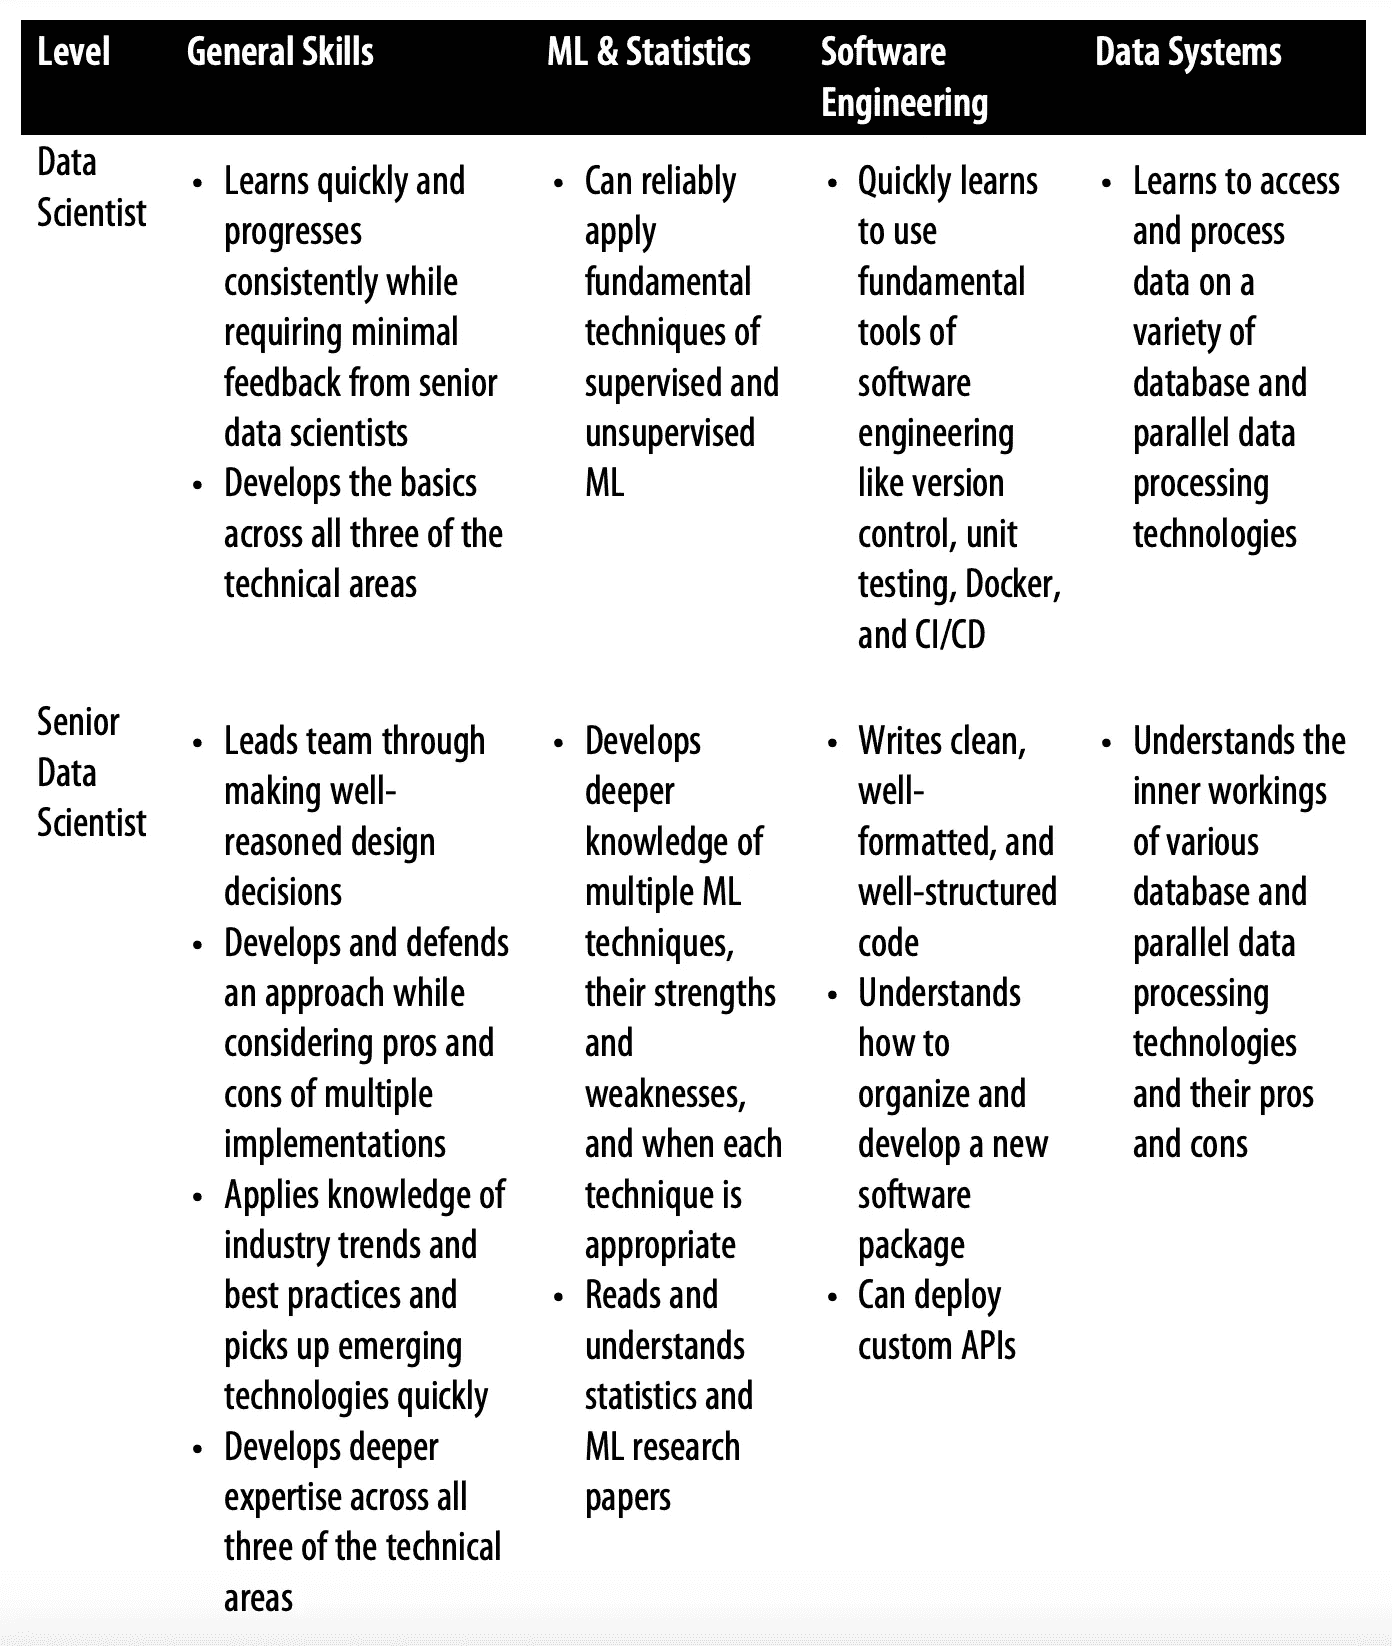 Level
General Skills
ML & Statistics
Software
Engineering
Data Systems
Data
Scientist
• Learns quickly and
progresses
consistently while
requiring minimal
feedback from senior
data scientists
• Develops the basics
across all three of the
technical areas
• Can reliably
apply
fundamental
techniques of
supervised and
unsupervised
ML
• Quickly learns
to use
fundamental
tools of
software
engineering
like version
control, unit
testing, Docker,
and CI/CD
• Learns to access
and process
data on a
variety of
database and
parallel data
processing
technologies
Senior
Data
Scientist
• Leads team through
making well-
reasoned design
decisions
• Develops and defends
an approach while
considering pros and
cons of multiple
implementations
• Applies knowledge of
industry trends and
best practices and
picks up emerging
technologies quickly
• Develops deeper
expertise across all
three of the technical
areas
• Develops
deeper
knowledge of
multiple ML
techniques,
their strengths
and
weaknesses,
and when each
technique is
appropriate
• Reads and
understands
statistics and
ML research
papers
• Writes clean,
well-
formatted, and
well-structured
code
• Understands
how to
organize and
develop a new
software
package
• Can deploy
custom APIs
• Understands the
inner workings
of various
database and
parallel data
processing
technologies
and their pros
and cons